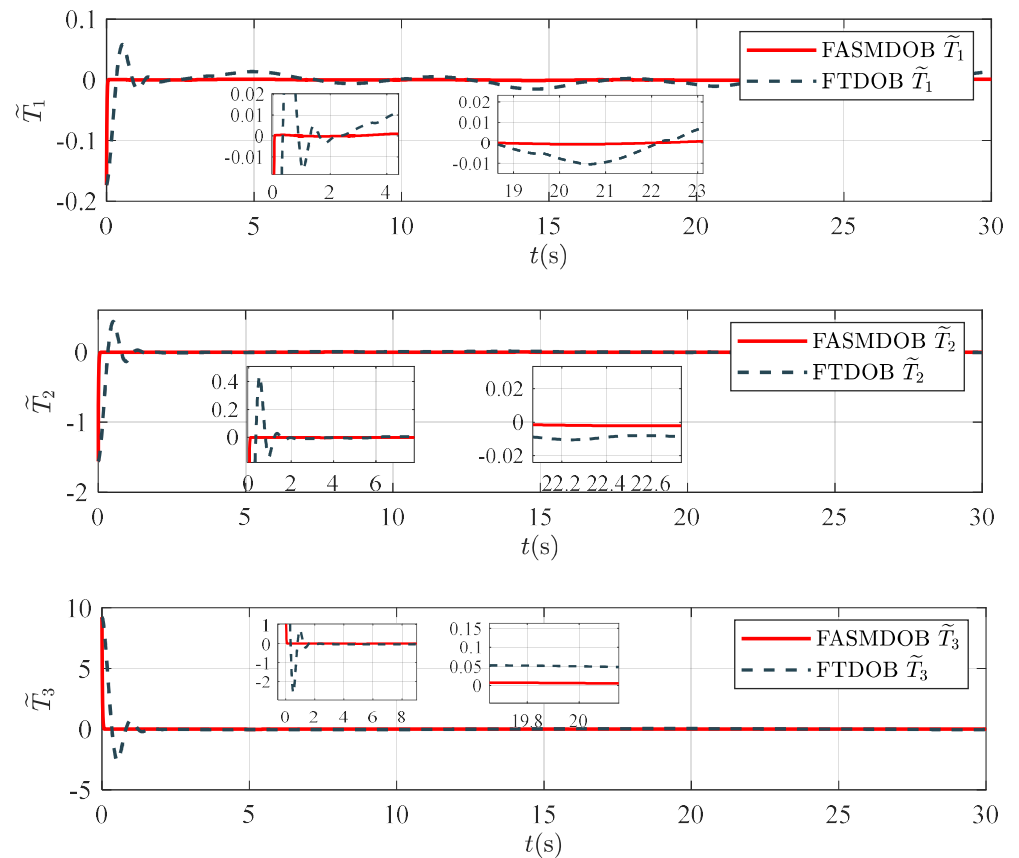 0.1
0
-0.1
-0.2
T̃₁
FASMDOB T̃₁
FTDOB T̃₁
0.02
0.01
0
-0.01
0 2 4
0.02
0.01
0
-0.01
19 20 21 22 23
0 5 10 15 20 25 30
t(s)
0
-1
-2
T̃₂
FASMDOB T̃₂
FTDOB T̃₂
0.4
0.2
0
0 2 4 6
0.02
0
-0.02
22.2 22.4 22.6
0 5 10 15 20 25 30
t(s)
10
5
0
-5
T̃₃
FASMDOB T̃₃
FTDOB T̃₃
1
0
-1
-2
0 2 4 6 8
0.15
0.1
0.05
0
19.8 20
0 5 10 15 20 25 30
t(s)